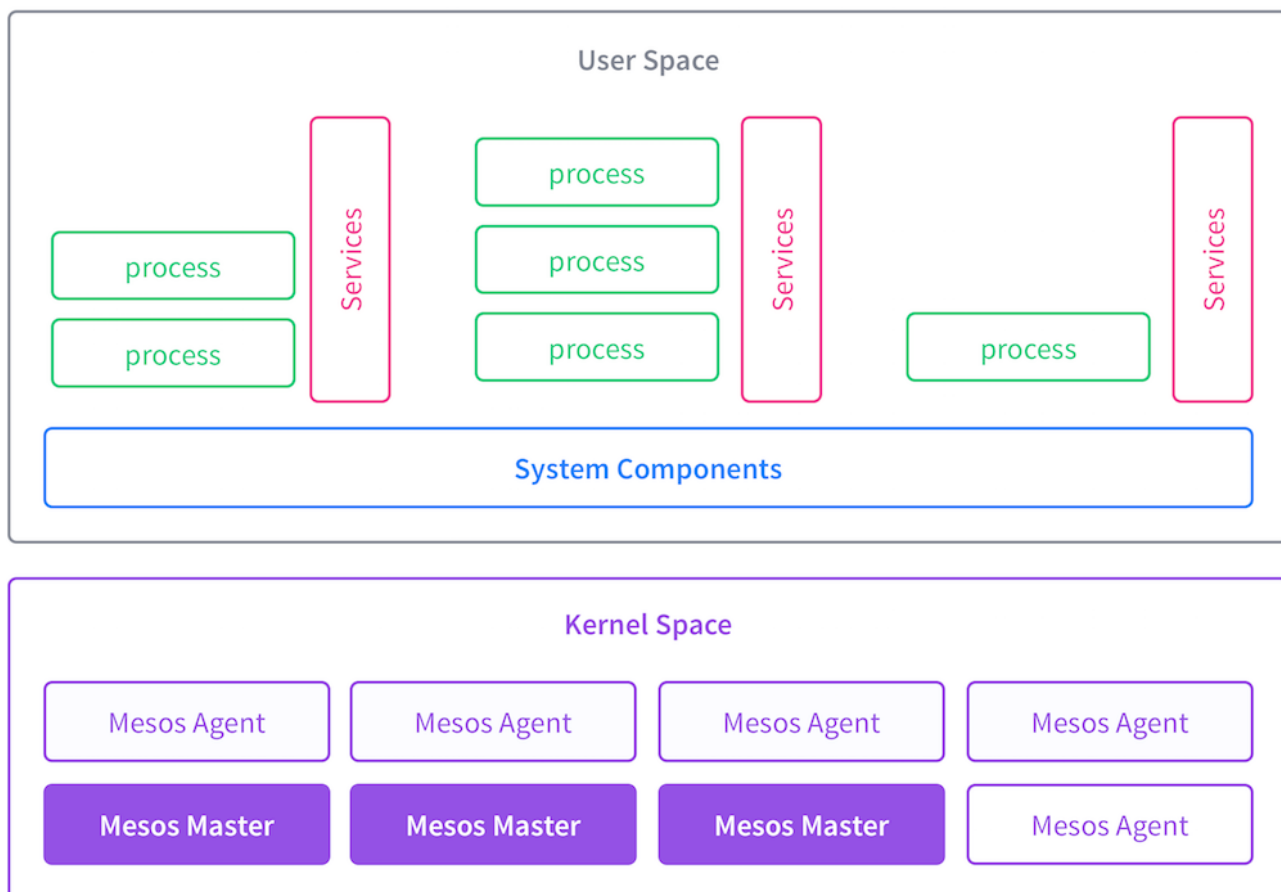 User Space
process
process
Services
process
process
process
Services
process
Services
System Components
Kernel Space
Mesos Agent
Mesos Agent
Mesos Agent
Mesos Agent
Mesos Master
Mesos Master
Mesos Master
Mesos Agent